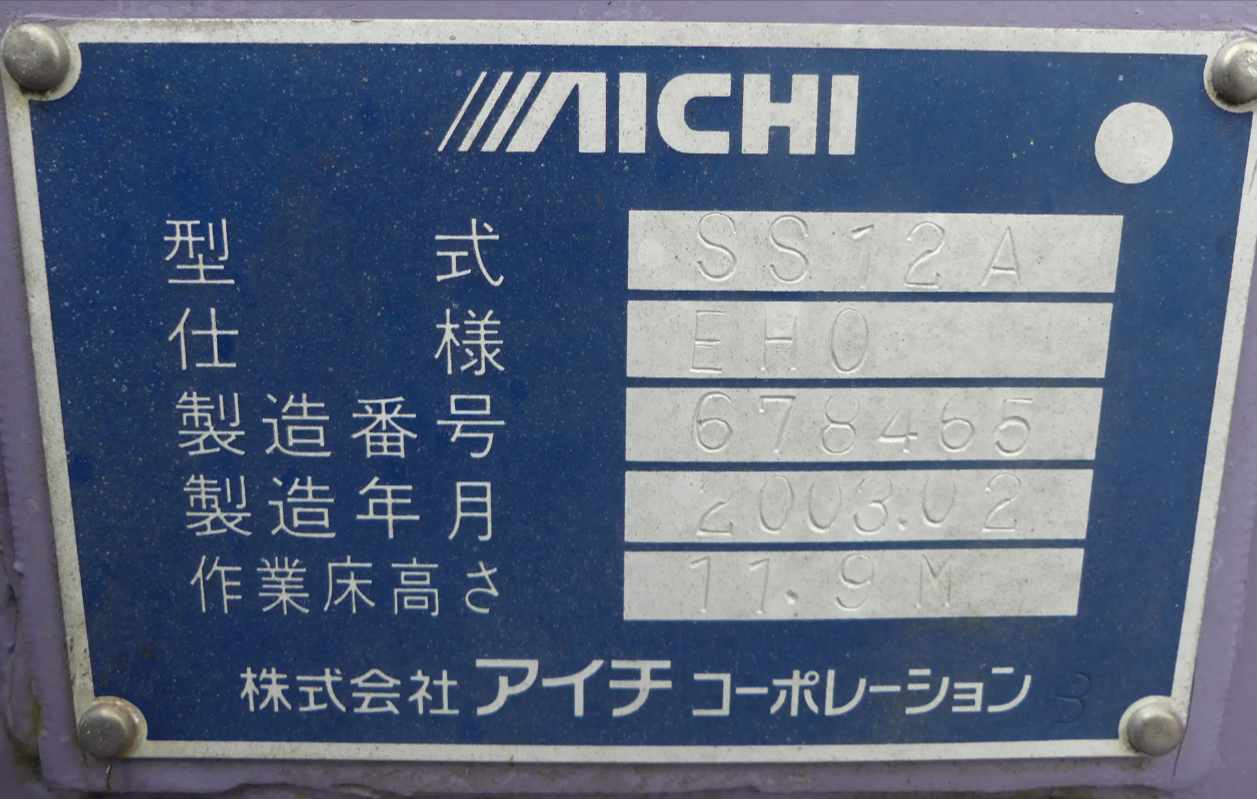 AICHI
型式 SS12A
仕様 EHO
製造番号 678465
製造年月 2003.02
作業床高さ 11.9M
株式会社アイチコーポレーション 3